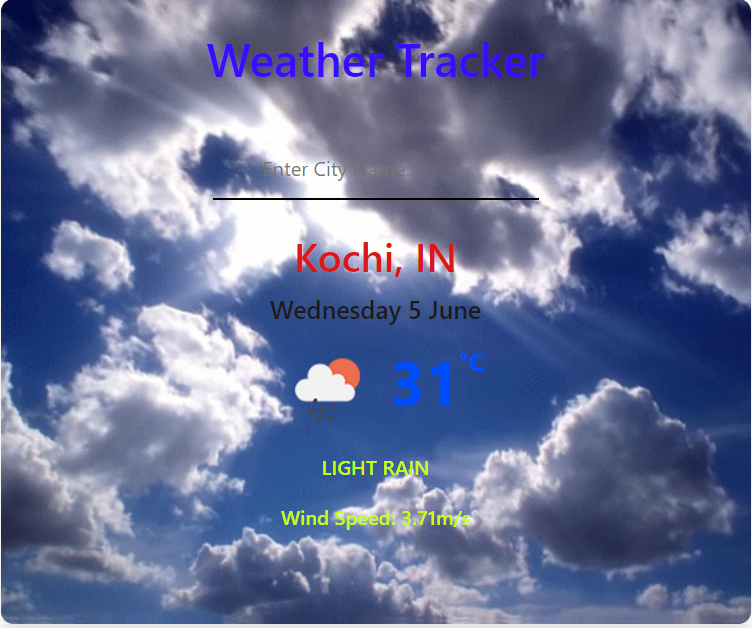 Weather Tracker
Enter City Name.
Kochi, IN
Wednesday 5 June
31°C
LIGHT RAIN
Wind Speed: 3.71m/s